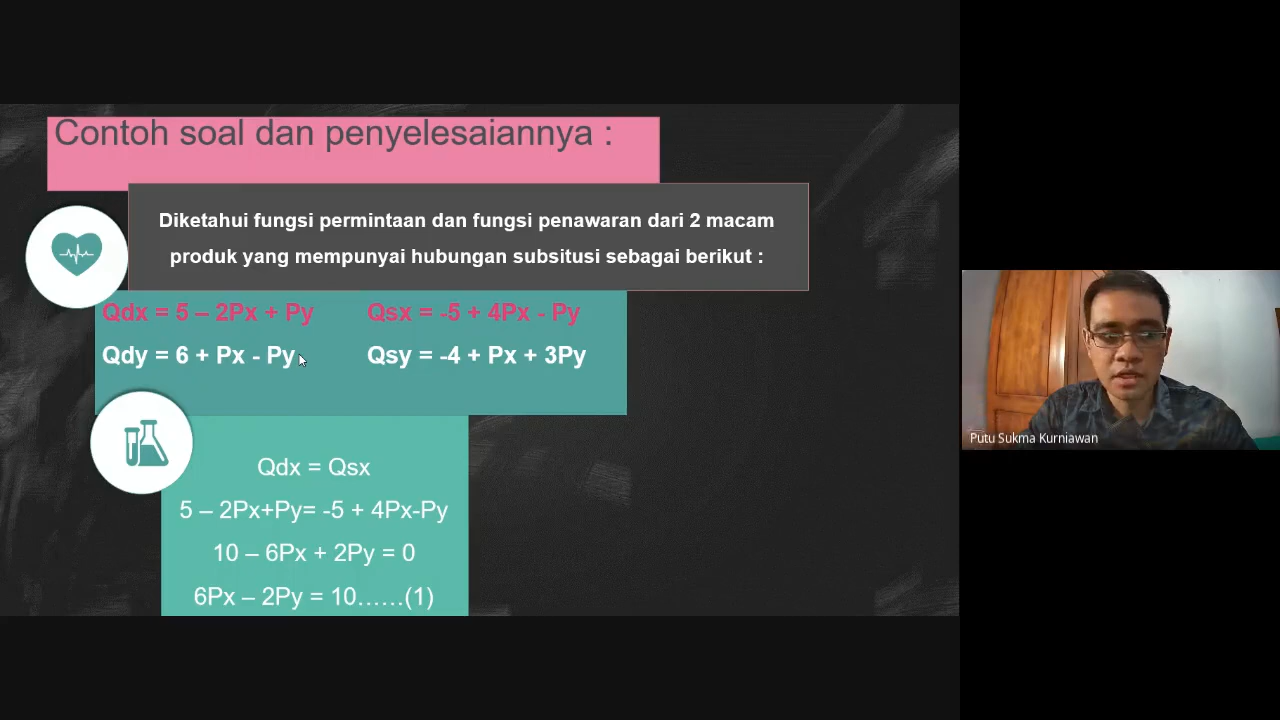 Contoh soal dan penyelesaiannya :
Diketahui fungsi permintaan dan fungsi penawaran dari 2 macam
produk yang mempunyai hubungan subsitusi sebagai berikut :
Qdx = 5 – 2Px + Py Qsx = -5 + 4Px - Py
Qdy = 6 + Px - Py Qsy = -4 + Px + 3Py
Qdx = Qsx
5 – 2Px+Py= -5 + 4Px-Py
10 – 6Px + 2Py = 0
6Px – 2Py = 10……(1)
Putu Sukma Kurniawan